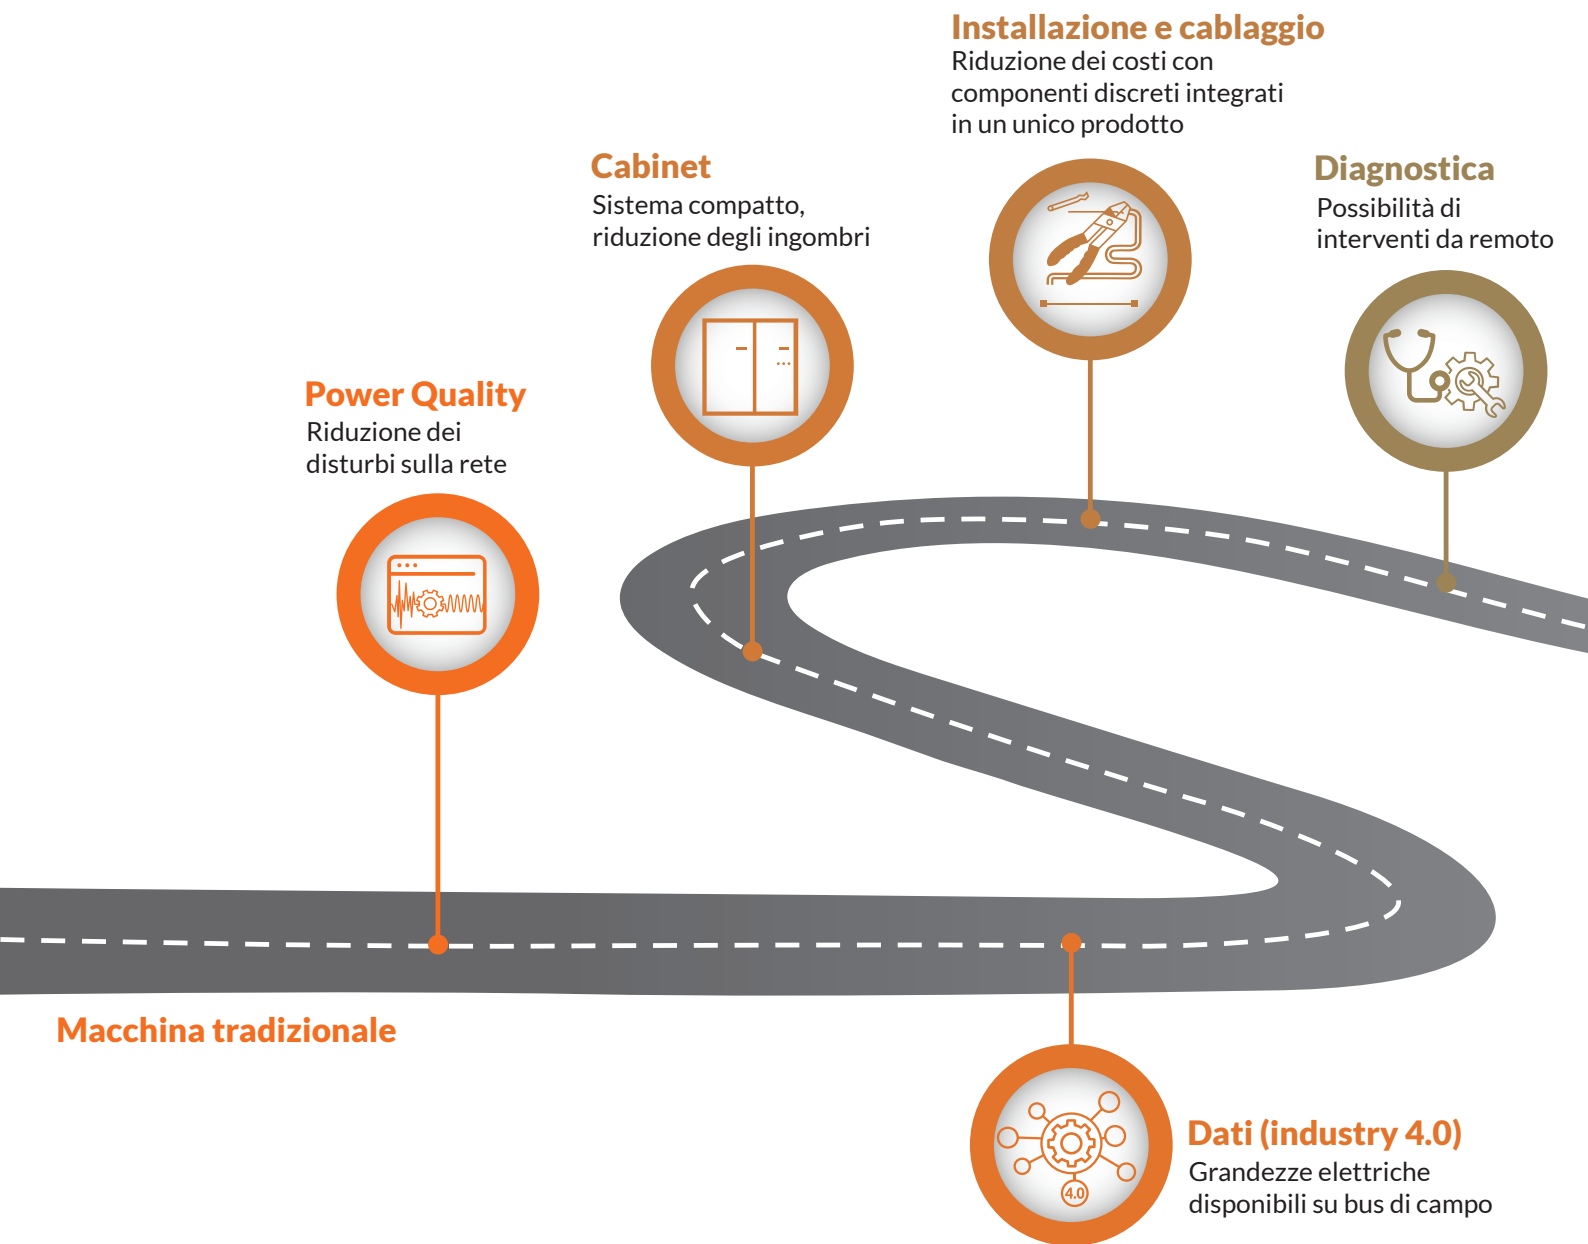 Installazione e cablaggio
Riduzione dei costi con
componenti discreti integrati
in un unico prodotto
Cabinet
Sistema compatto,
riduzione degli ingombri
Diagnostica
Possibilità di
interventi da remoto
Power Quality
Riduzione dei
disturbi sulla rete
Macchina tradizionale
Dati (industry 4.0)
Grandezze elettriche
disponibili su bus di campo
4.0